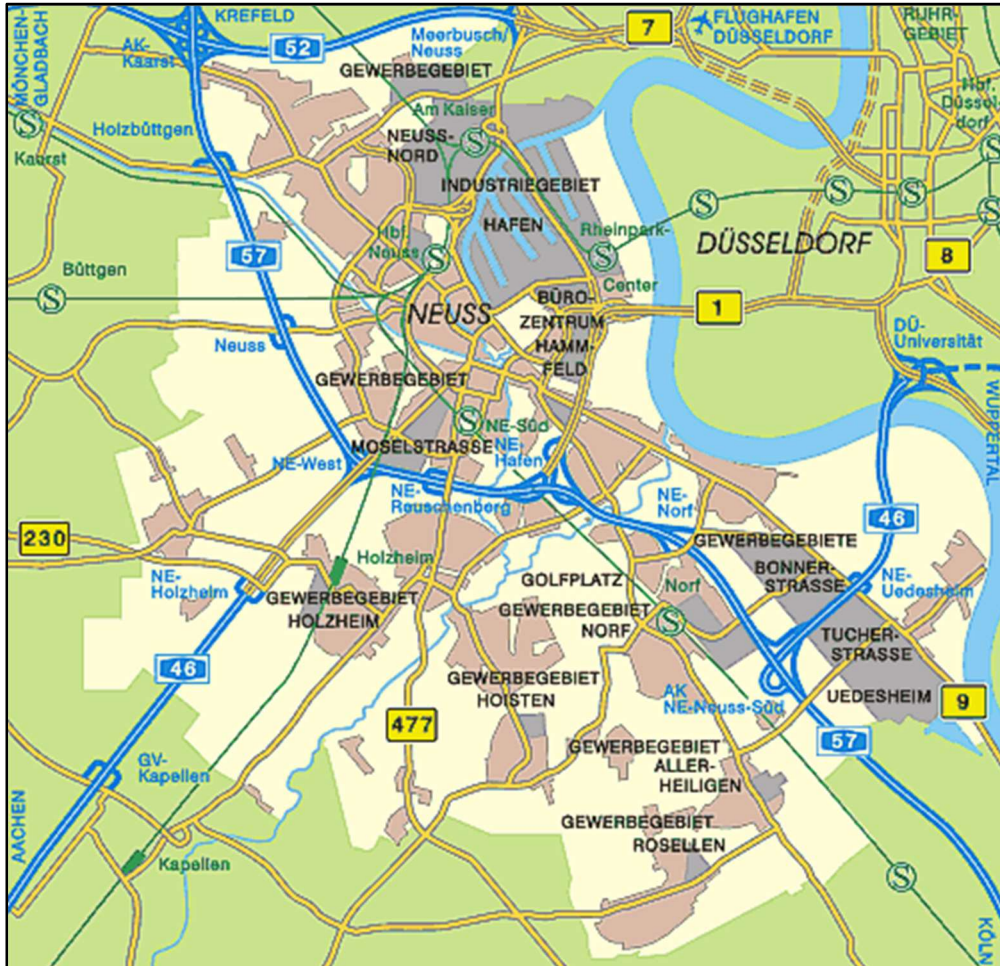 KREFELD
MÖNCHEN-
GLADBACH
AK-
Kaarst
52
Meerbusch/
Neuss
7
FLUGHAFEN
DÜSSELDORF
RUHR-
GEBIET
GEWERBEGEBIET
Hbf.
Düssel-
dorf
Am Kaiser
Holzbüttgen
NEUSS-
NORD
S
S
S
Kaarst
INDUSTRIEGEBIET
S
S
S
S
HAFEN
Rheinpark-
Center
Hbf.
Neuss
S
S
DÜSSELDORF
57
8
Büttgen
S
BÜRO-
ZENTRUM
HAMM-
FELD
1
NEUSS
DÜ-
Universität
Neuss
WUPPERTAL
GEWERBEGEBIET
MOSELSTRASSE
S
NE-Süd
NE-
Hafen
NE-West
NE-
Reuschenberg
NE-
Norf
46
230
GEWERBEGEBIETE
BONNER-
STRASSE
NE-
Uedesheim
Holzheim
NE-
Holzheim
GEWERBEGEBIET
HOLZHEIM
GOLFPLATZ
Norf
GEWERBEGEBIET
NORF
S
TUCHER-
STRASSE
46
GEWERBEGEBIET
HOISTEN
AK
NE-Neuss-Süd
UEDESHEIM
9
477
57
GEWERBEGEBIET
ALLER-
HEILIGEN
GV-
Kapellen
AACHEN
GEWERBEGEBIET
ROSELLEN
Kapellen
S
KÖLN